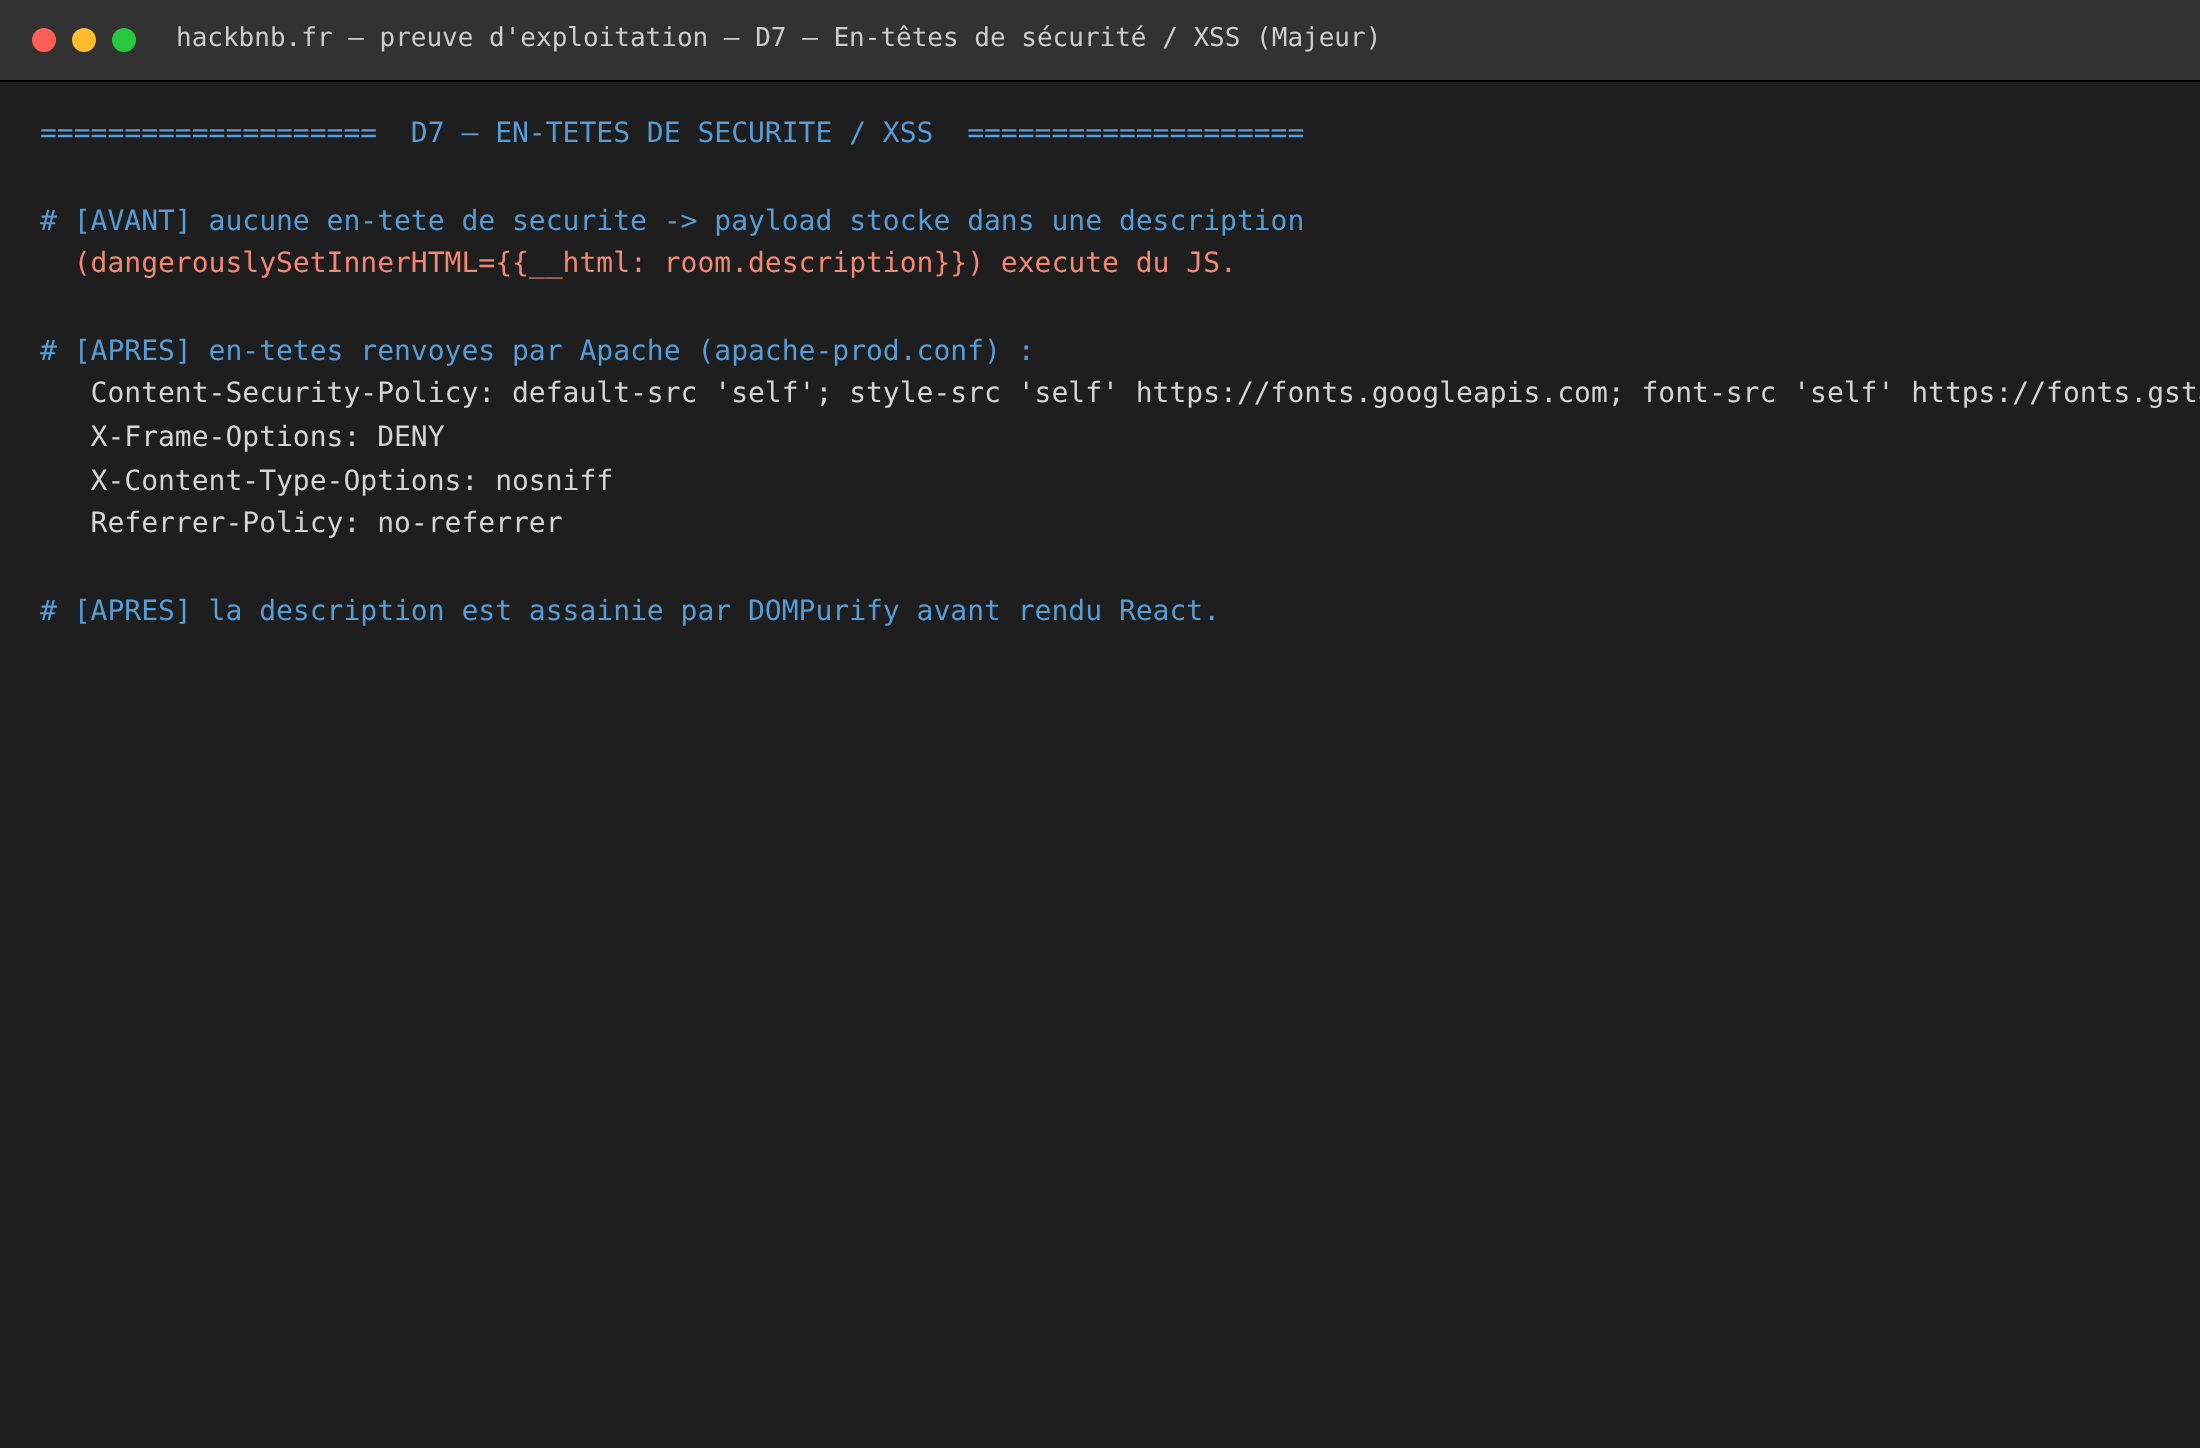 hackbnb.fr — preuve d'exploitation — D7 — En-têtes de sécurité / XSS (Majeur)
==================== D7 — EN-TETES DE SECURITE / XSS ====================
# [AVANT] aucune en-tete de securite -> payload stocke dans une description
(dangerouslySetInnerHTML={{__html: room.description}}) execute du JS.
# [APRES] en-tetes renvoyes par Apache (apache-prod.conf) :
Content-Security-Policy: default-src 'self'; style-src 'self' https://fonts.googleapis.com; font-src 'self' https://fonts.gst
X-Frame-Options: DENY
X-Content-Type-Options: nosniff
Referrer-Policy: no-referrer
# [APRES] la description est assainie par DOMPurify avant rendu React.